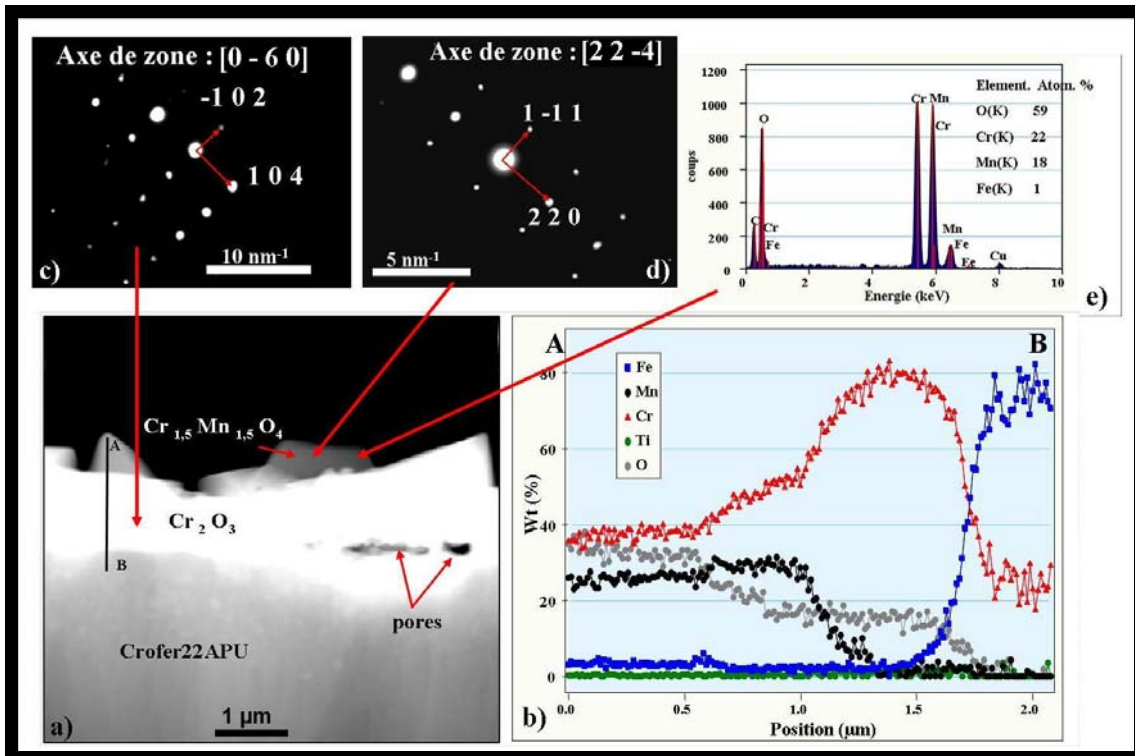 Axe de zone : [0 - 6 0]
-1 0 2
1 0 4
10 nm⁻¹
c)
Axe de zone : [2 2 -4]
1 -1 1
2 2 0
5 nm⁻¹
d)
1200
1000
800
600
400
200
0
coups
O
C
Cr
Fe
Cr
Mn
Cr
Mn
Fe
Fe
Cu
Element. Atom. %
O(K) 59
Cr(K) 22
Mn(K) 18
Fe(K) 1
0 2 4 6 8 10
Energie (keV)
e)
Cr 1,5 Mn 1,5 O4
A
Cr 2 O3
B
pores
Crofer22APU
1 µm
a)
A
B
Fe
Mn
Cr
Ti
O
80
60
40
20
0
Wt (%)
0.0 0.5 1.0 1.5 2.0
Position (µm)
b)